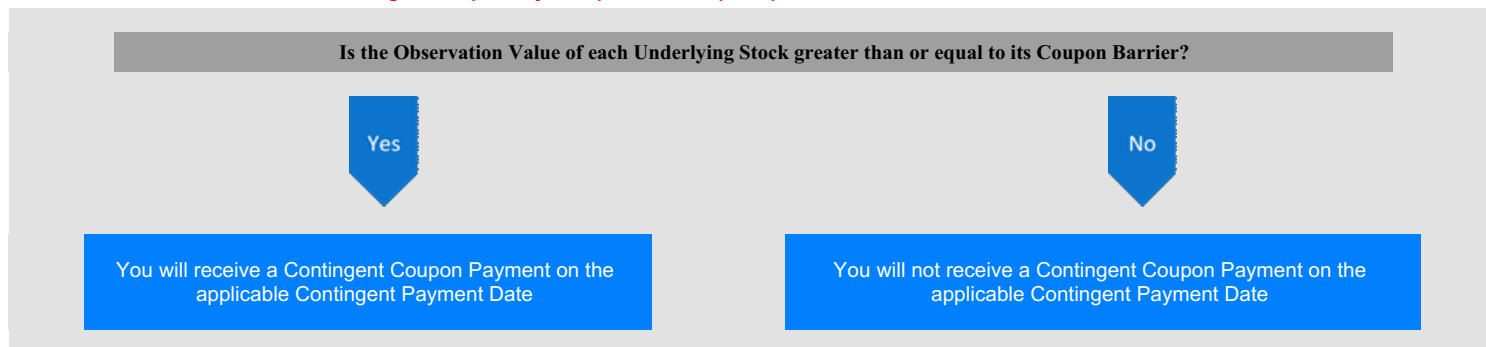 Is the Observation Value of each Underlying Stock greater than or equal to its Coupon Barrier?
Yes
No
You will receive a Contingent Coupon Payment on the
applicable Contingent Payment Date
You will not receive a Contingent Coupon Payment on the
applicable Contingent Payment Date